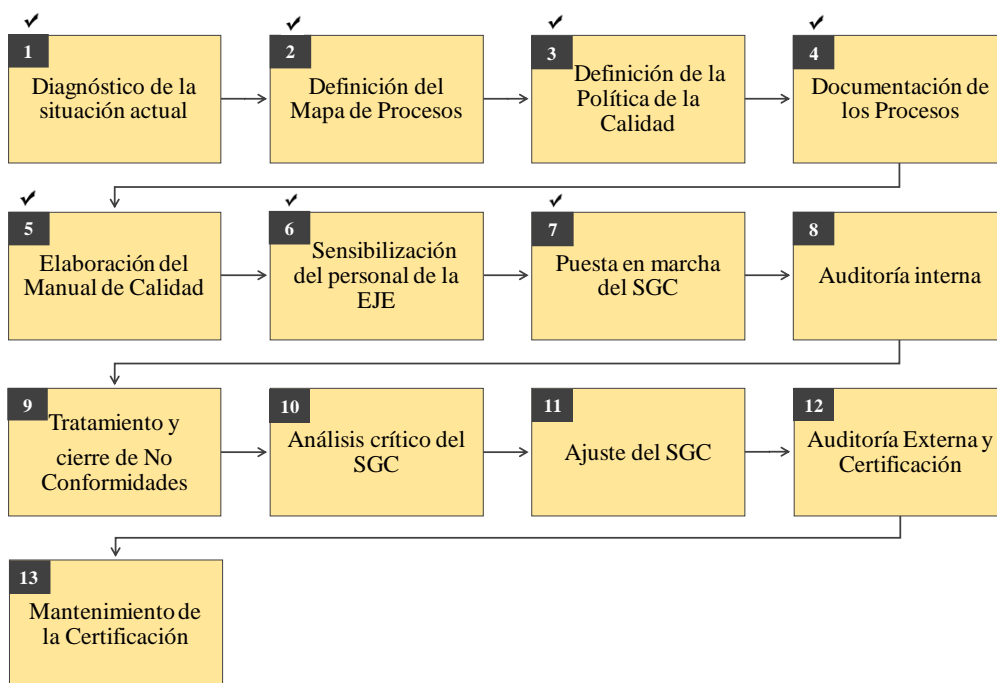 1
Diagnóstico de la
situación actual
2
Definición del
Mapa de Procesos
3
Definición de la
Política de la
Calidad
4
Documentación de
los Procesos
5
Elaboración del
Manual de Calidad
6
Sensibilización
del personal de la
EJE
7
Puesta en marcha
del SGC
8
Auditoría interna
9
Tratamiento y
cierre de No
Conformidades
10
Análisis crítico del
SGC
11
Ajuste del SGC
12
Auditoría Externa y
Certificación
13
Mantenimiento de
la Certificación